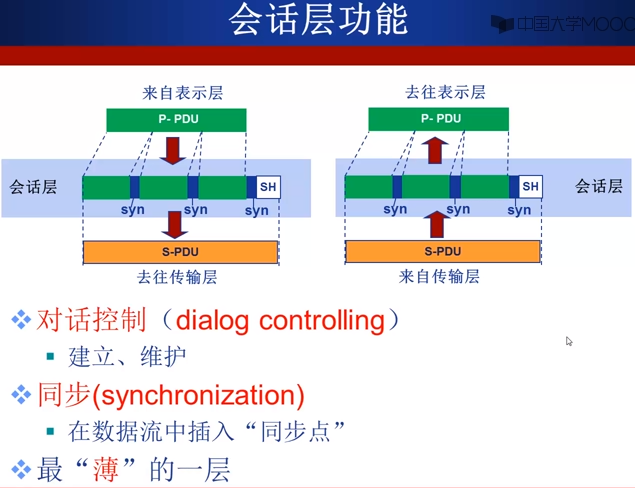 会话层功能
中国大学MOOC
来自表示层
去往表示层
P- PDU
P- PDU
会话层
SH
SH
会话层
syn
syn
syn
syn
syn
syn
S-PDU
S-PDU
去往传输层
来自传输层
对话控制（dialog controlling）
建立、维护
同步(synchronization)
在数据流中插入“同步点”
最“薄”的一层